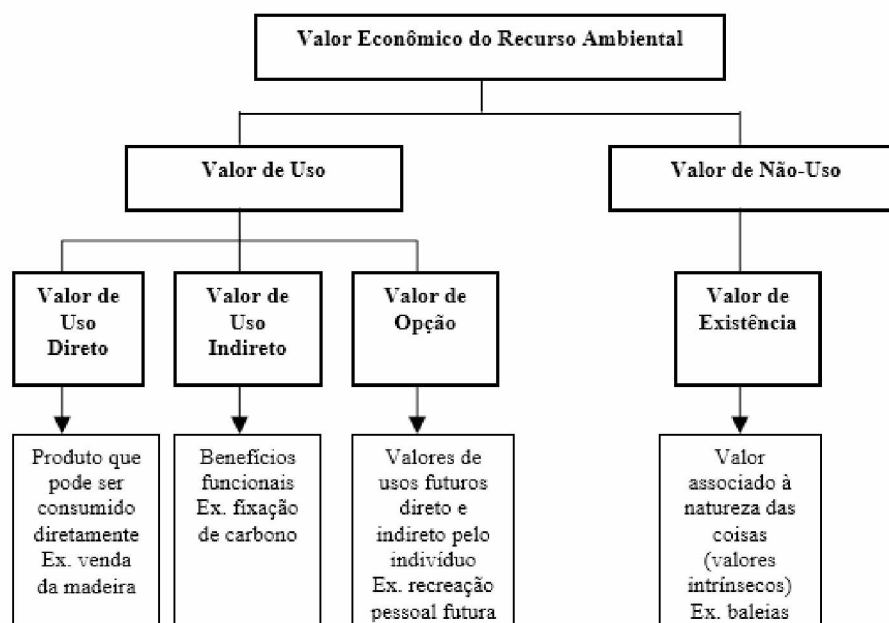 Valor Econômico do Recurso Ambiental
Valor de Uso
Valor de Não-Uso
Valor de
Uso
Direto
Valor de
Uso
Indireto
Valor de
Opção
Valor de
Existência
Produto que
pode ser
consumido
diretamente
Ex. venda
da madeira
Benefícios
funcionais
Ex. fixação
de carbono
Valores de
usos futuros
direto e
indireto pelo
indivíduo
Ex. recreação
pessoal futura
Valor
associado à
natureza das
coisas
(valores
intrínsecos)
Ex. baleias